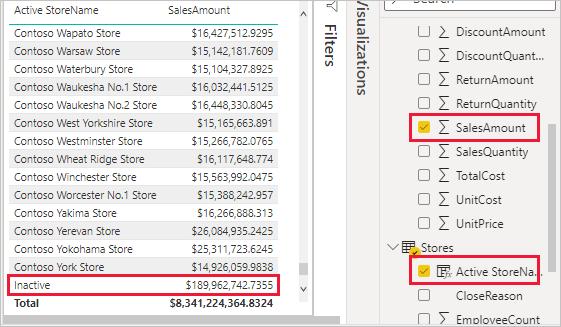 Active StoreName SalesAmount
Contoso Wapato Store $16,427,512.9295
Contoso Warsaw Store $15,142,181.7609
Contoso Waterbury Store $15,104,327.8925
Contoso Waukesha No.1 Store $16,032,441.5125
Contoso Waukesha No.2 Store $16,448,330.8045
Contoso West Yorkshire Store $15,165,663.891
Contoso Westminster Store $15,266,782.0765
Contoso Wheat Ridge Store $16,117,648.774
Contoso Winchester Store $15,563,992.0475
Contoso Worcester No.1 Store $15,388,242.957
Contoso Yakima Store $16,266,888.313
Contoso Yerevan Store $26,084,935.2425
Contoso Yokohama Store $25,311,723.6245
Contoso York Store $14,926,059.9838
Inactive $189,962,742.7355
Total $8,341,224,364.8324
Filters
Visualizations
DiscountAmount
DiscountQuant...
ReturnAmount
ReturnQuantity
SalesAmount
SalesQuantity
TotalCost
UnitCost
UnitPrice
Stores
Active StoreNa...
CloseReason
EmployeeCount